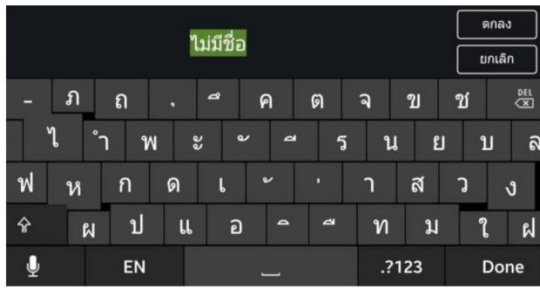 ไม่มีชื่อ
ตกลง
ยกเลิก
- ภ ถ ุ ึ ค ต จ ข ช DEL
ไ ำ พ ะ ั ี ร น ย บ ล
ฟ ห ก ด เ ้ ่ า ส ว ง
ผ ป แ อ ิ ื ท ม ใ ฝ
EN .?123 Done